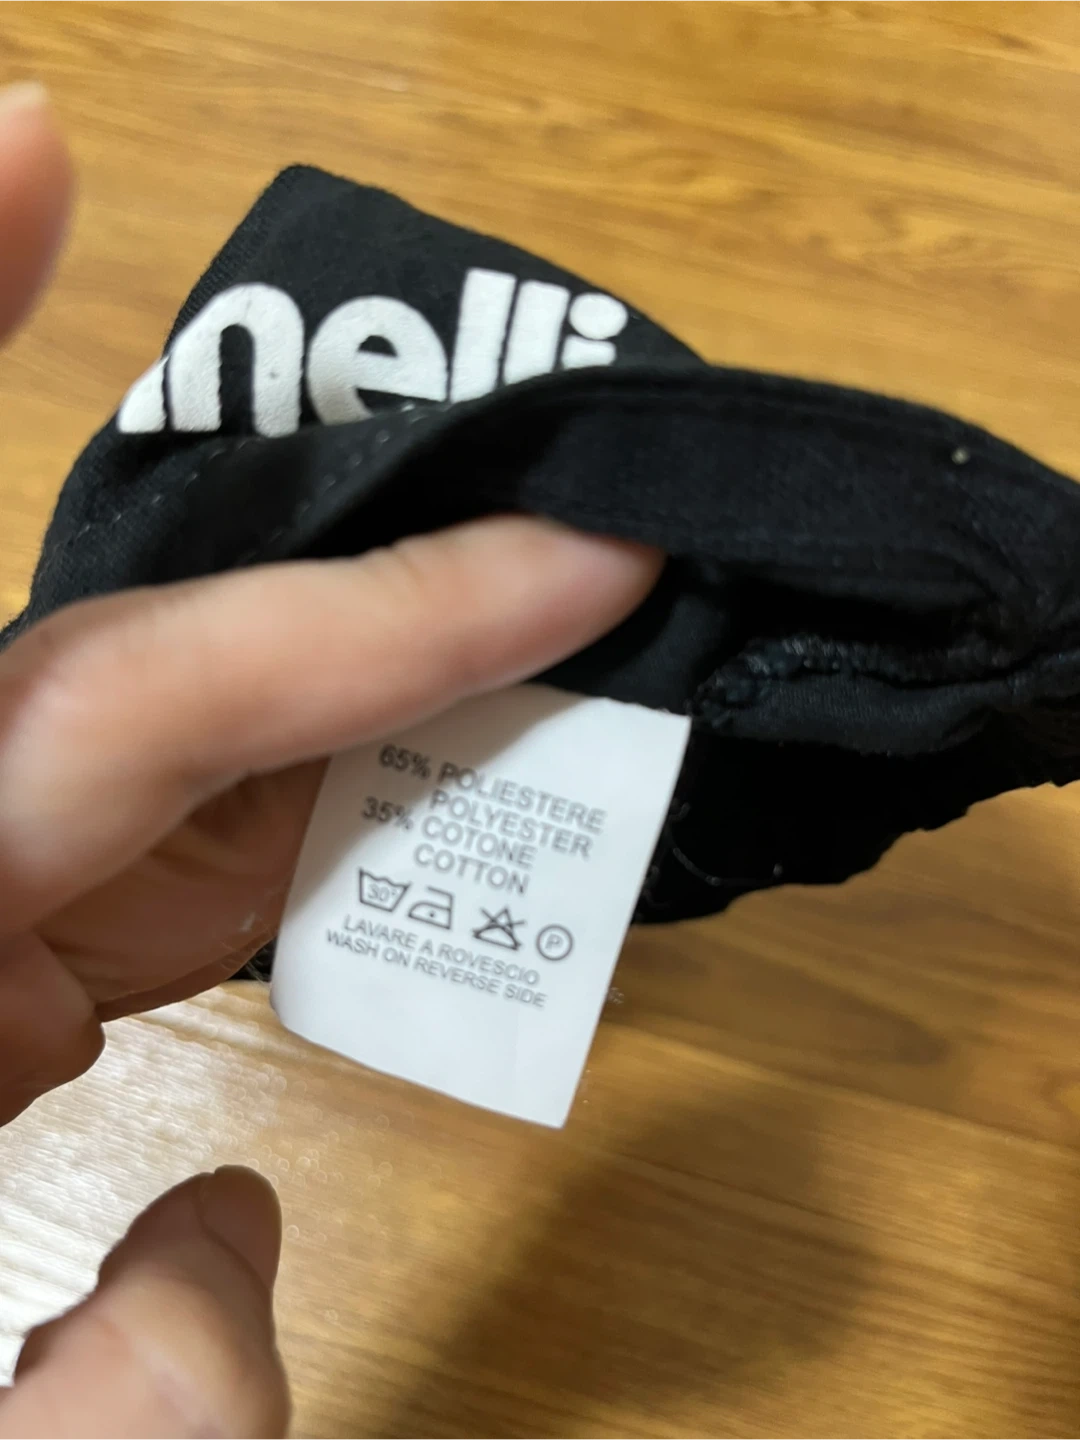 nelli
65% POLIESTERE
POLYESTER
35% COTONE
COTTON
30°
P
LAVARE A ROVESCIO
WASH ON REVERSE SIDE